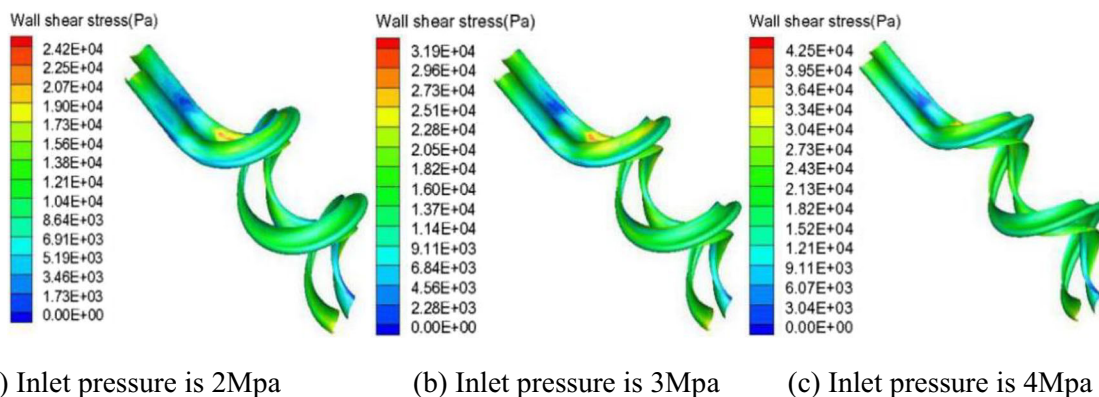 Wall shear stress(Pa)
2.42E+04
2.25E+04
2.07E+04
1.90E+04
1.73E+04
1.56E+04
1.38E+04
1.21E+04
1.04E+04
8.64E+03
6.91E+03
5.19E+03
3.46E+03
1.73E+03
0.00E+00
Wall shear stress(Pa)
3.19E+04
2.96E+04
2.73E+04
2.51E+04
2.28E+04
2.05E+04
1.82E+04
1.60E+04
1.37E+04
1.14E+04
9.11E+03
6.84E+03
4.56E+03
2.28E+03
0.00E+00
Wall shear stress(Pa)
4.25E+04
3.95E+04
3.64E+04
3.34E+04
3.04E+04
2.73E+04
2.43E+04
2.13E+04
1.82E+04
1.52E+04
1.21E+04
9.11E+03
6.07E+03
3.04E+03
0.00E+00
) Inlet pressure is 2Mpa
(b) Inlet pressure is 3Mpa
(c) Inlet pressure is 4Mpa